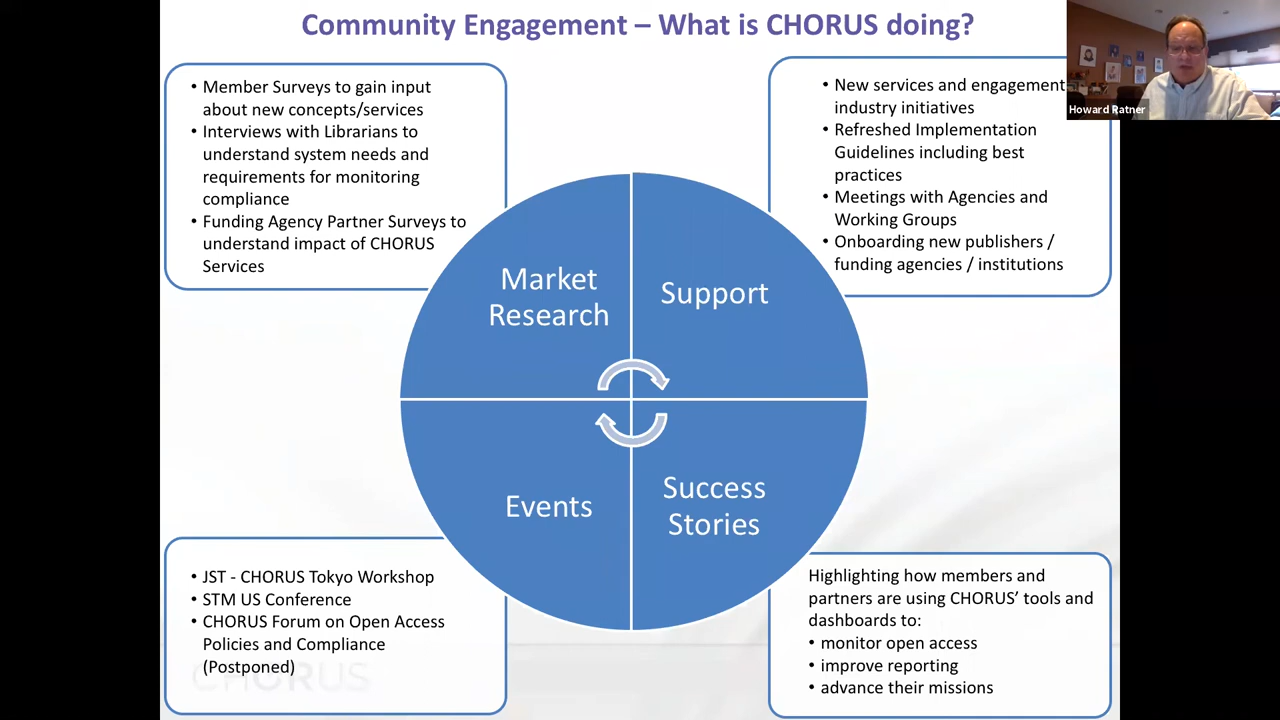 Community Engagement – What is CHORUS doing?
• Member Surveys to gain input
about new concepts/services
• Interviews with Librarians to
understand system needs and
requirements for monitoring
compliance
• Funding Agency Partner Surveys to
understand impact of CHORUS
Services
• New services and engagement
industry initiatives
• Refreshed Implementation
Guidelines including best
practices
• Meetings with Agencies and
Working Groups
• Onboarding new publishers /
funding agencies / institutions
Howard Ratner
Market
Research
Support
Events
Success
Stories
• JST - CHORUS Tokyo Workshop
• STM US Conference
• CHORUS Forum on Open Access
Policies and Compliance
(Postponed)
CHORUS
Highlighting how members and
partners are using CHORUS’ tools and
dashboards to:
• monitor open access
• improve reporting
• advance their missions